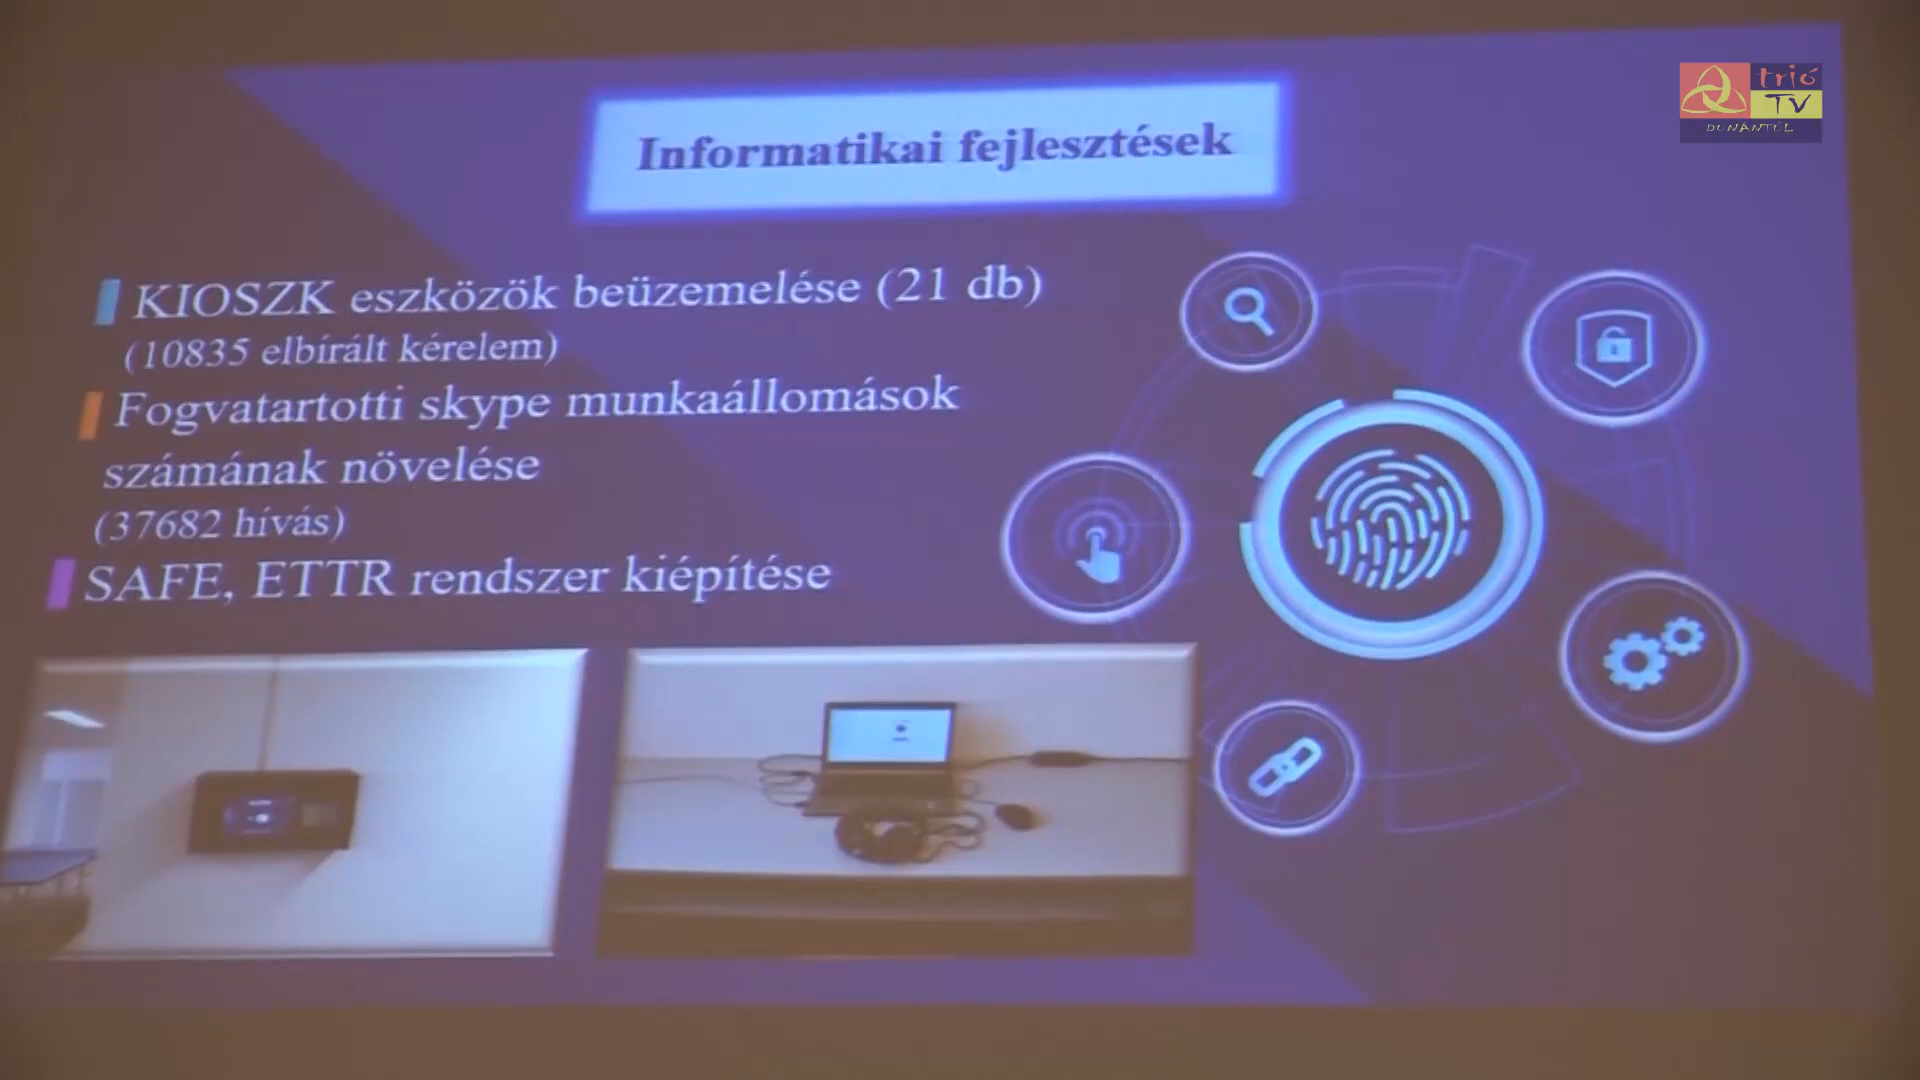 Informatikai fejlesztések
KIOSZK eszközök beüzemelése (21 db)
(10835 elbírált kérelem)
Fogvatartotti skype munkaállomások
számának növelése
(37682 hívás)
SAFE, ETTR rendszer kiépítése
trió
TV
DUNÁNTÚL